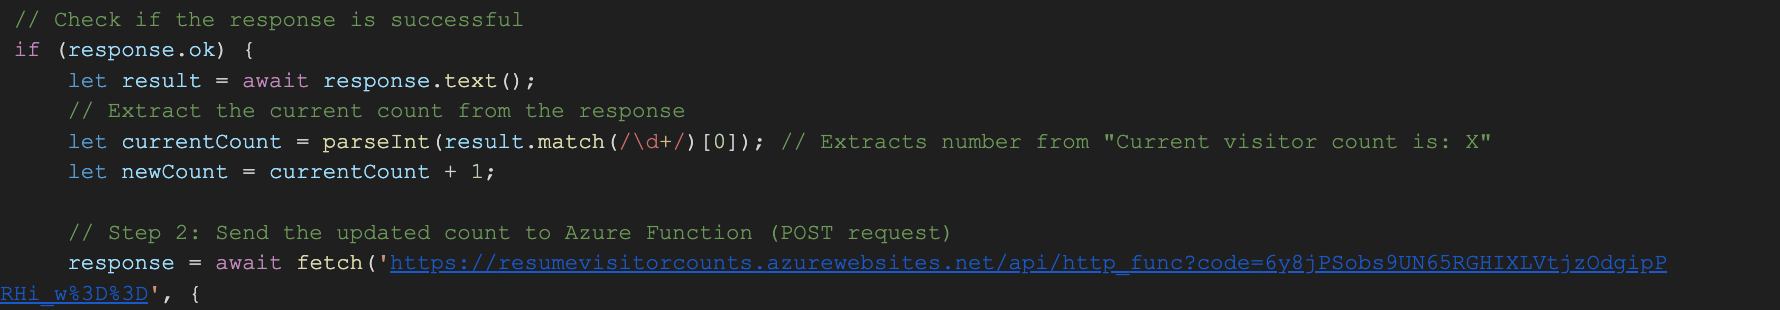 // Check if the response is successful
if (response.ok) {
let result = await response.text();
// Extract the current count from the response
let currentCount = parseInt(result.match(/\d+/)[0]); // Extracts number from "Current visitor count is: X"
let newCount = currentCount + 1;
// Step 2: Send the updated count to Azure Function (POST request)
response = await fetch('https://resumevisitorcounts.azurewebsites.net/api/http_func?code=6y8jPSobs9UN65RGHIXLVtjzOdgipP
RHi_w%3D%3D', {